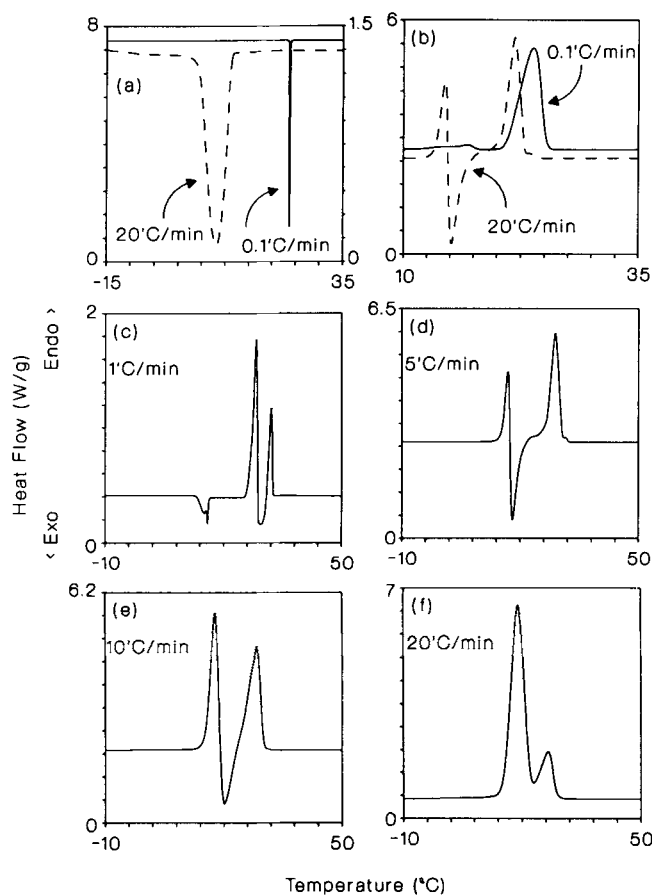 8
1.5
(a)
20'C/min
0.1'C/min
0
0
-15
35
6
(b)
0.1'C/min
20'C/min
0
10
35
Heat Flow (W/g)
< Exo
Endo >
2
(c)
1'C/min
0
-10
50
6.5
(d)
5'C/min
0
-10
50
6.2
(e)
10'C/min
0
-10
50
7
(f)
20'C/min
0
-10
50
Temperature (°C)